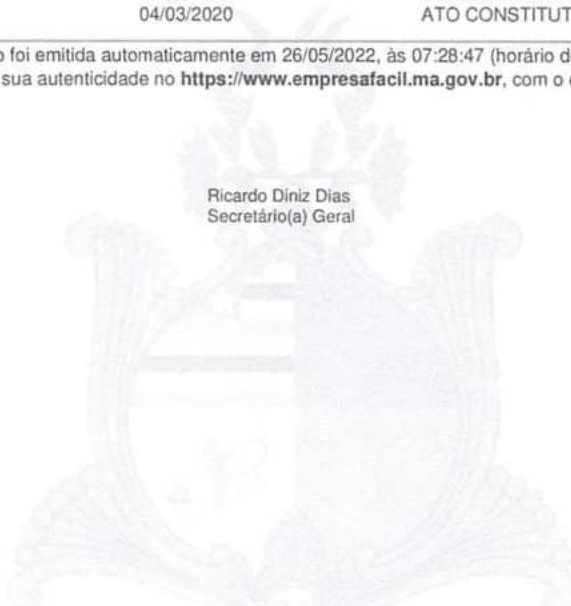 04/03/2020 ATO CONSTITUT
o foi emitida automaticamente em 26/05/2022, às 07:28:47 (horário d
sua autenticidade no https://www.empresafacil.ma.gov.br, com o
Ricardo Diniz Dias
Secretário(a) Geral